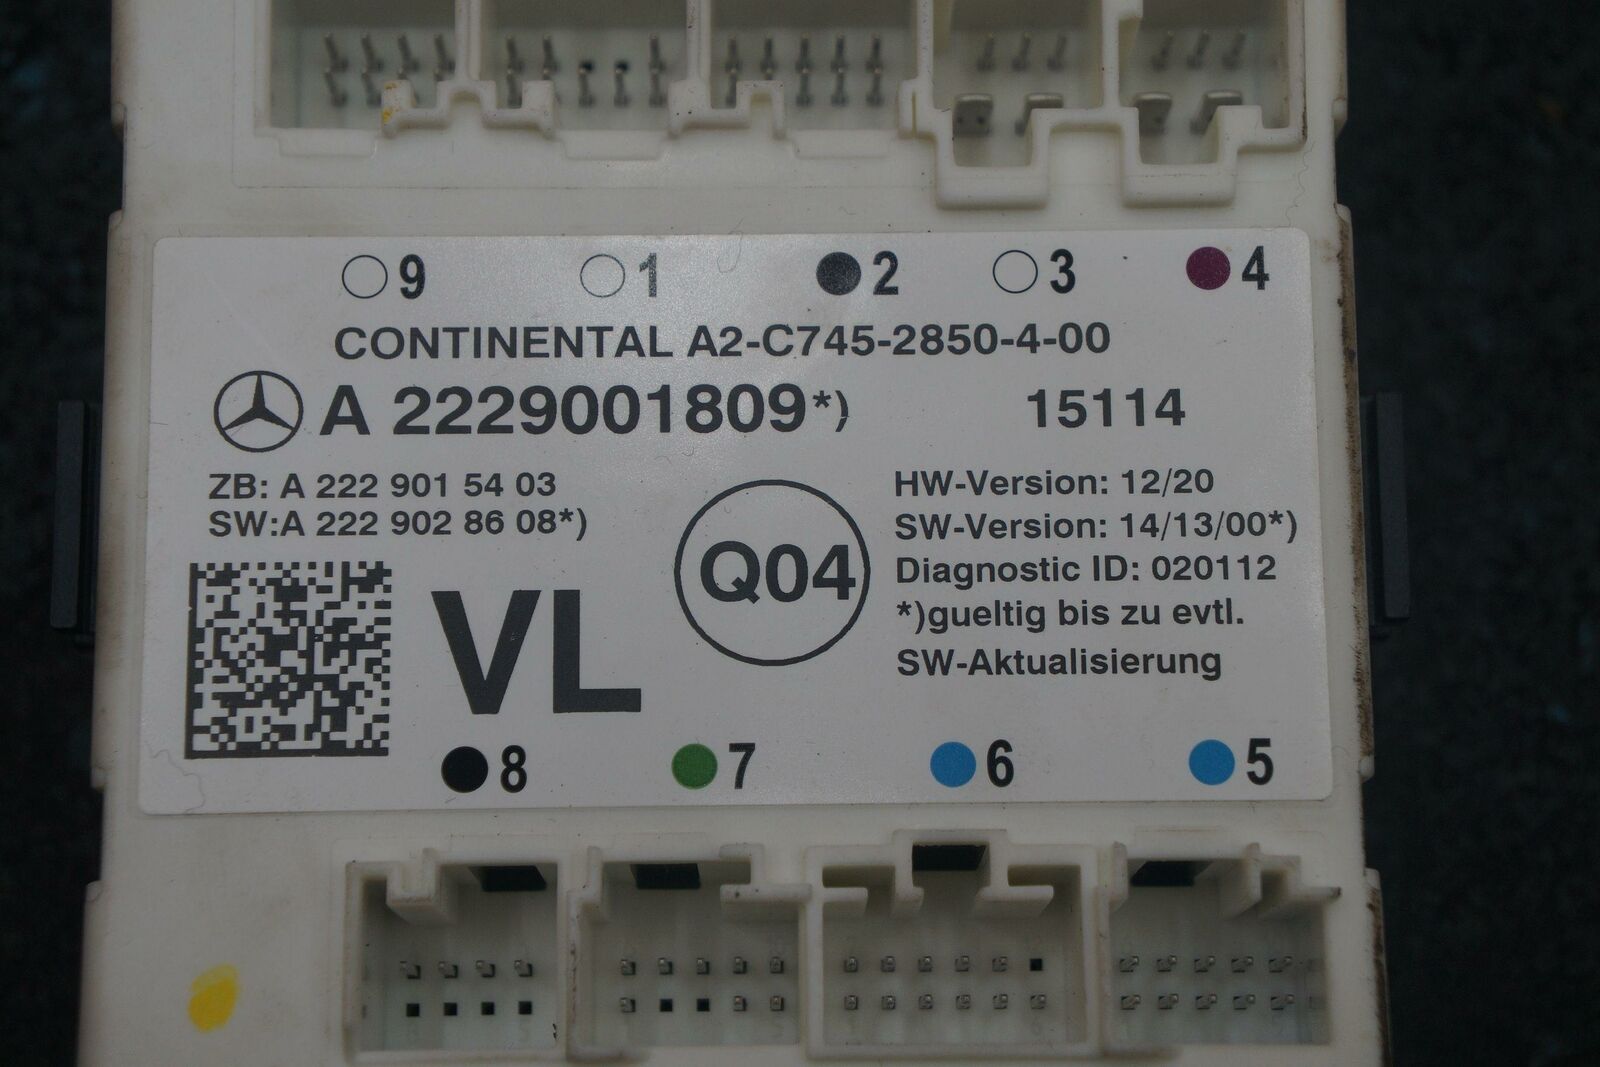 9 1 2 3 4
CONTINENTAL A2-C745-2850-4-00
A 2229001809*) 15114
ZB: A 222 901 54 03
SW:A 222 902 86 08*)
VL
Q04
HW-Version: 12/20
SW-Version: 14/13/00*)
Diagnostic ID: 020112
*)gueltig bis zu evtl.
SW-Aktualisierung
8 7 6 5